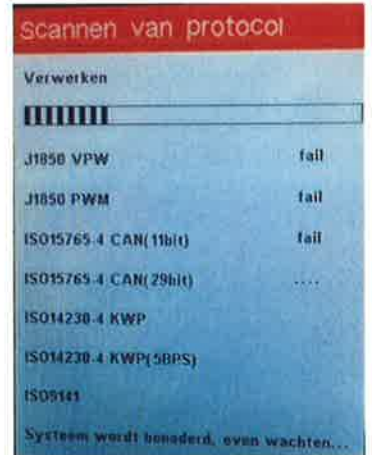 Scannen van protocol
Verwerken
J1850 VPW fail
J1850 PWM fail
ISO15765-4 CAN(11bit) fail
ISO15765-4 CAN(29bit) ....
ISO14230-4 KWP
ISO14230-4 KWP(5BPS)
ISO9141
Systeem wordt benaderd, even wachten...